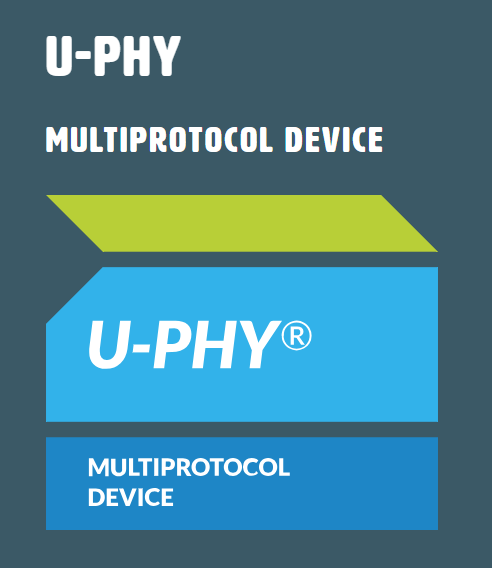 U-PHY
MULTIPROTOCOL DEVICE
U-PHY®
MULTIPROTOCOL
DEVICE